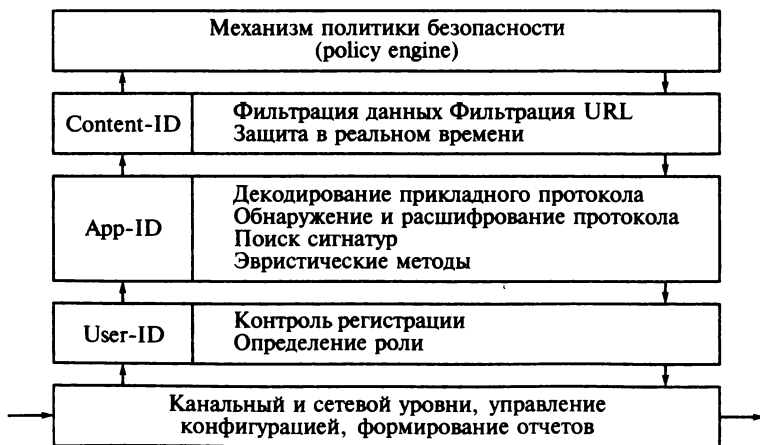 Механизм политики безопасности
(policy engine)
Content-ID
Фильтрация данных Фильтрация URL
Защита в реальном времени
App-ID
Декодирование прикладного протокола
Обнаружение и расшифрование протокола
Поиск сигнатур
Эвристические методы
User-ID
Контроль регистрации
Определение роли
Канальный и сетевой уровни, управление
конфигурацией, формирование отчетов